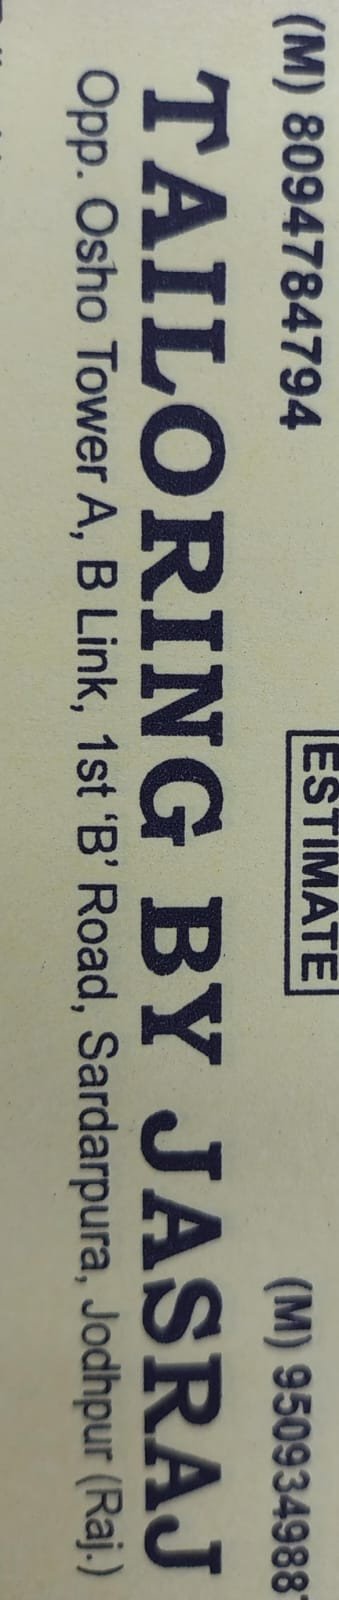 ESTIMATE
(M) 8094784794 (M) 950934988
TAILORING BY JASRAJ
Opp. Osho Tower A, B Link, 1st ‘B’ Road, Sardarpura, Jodhpur (Raj.)